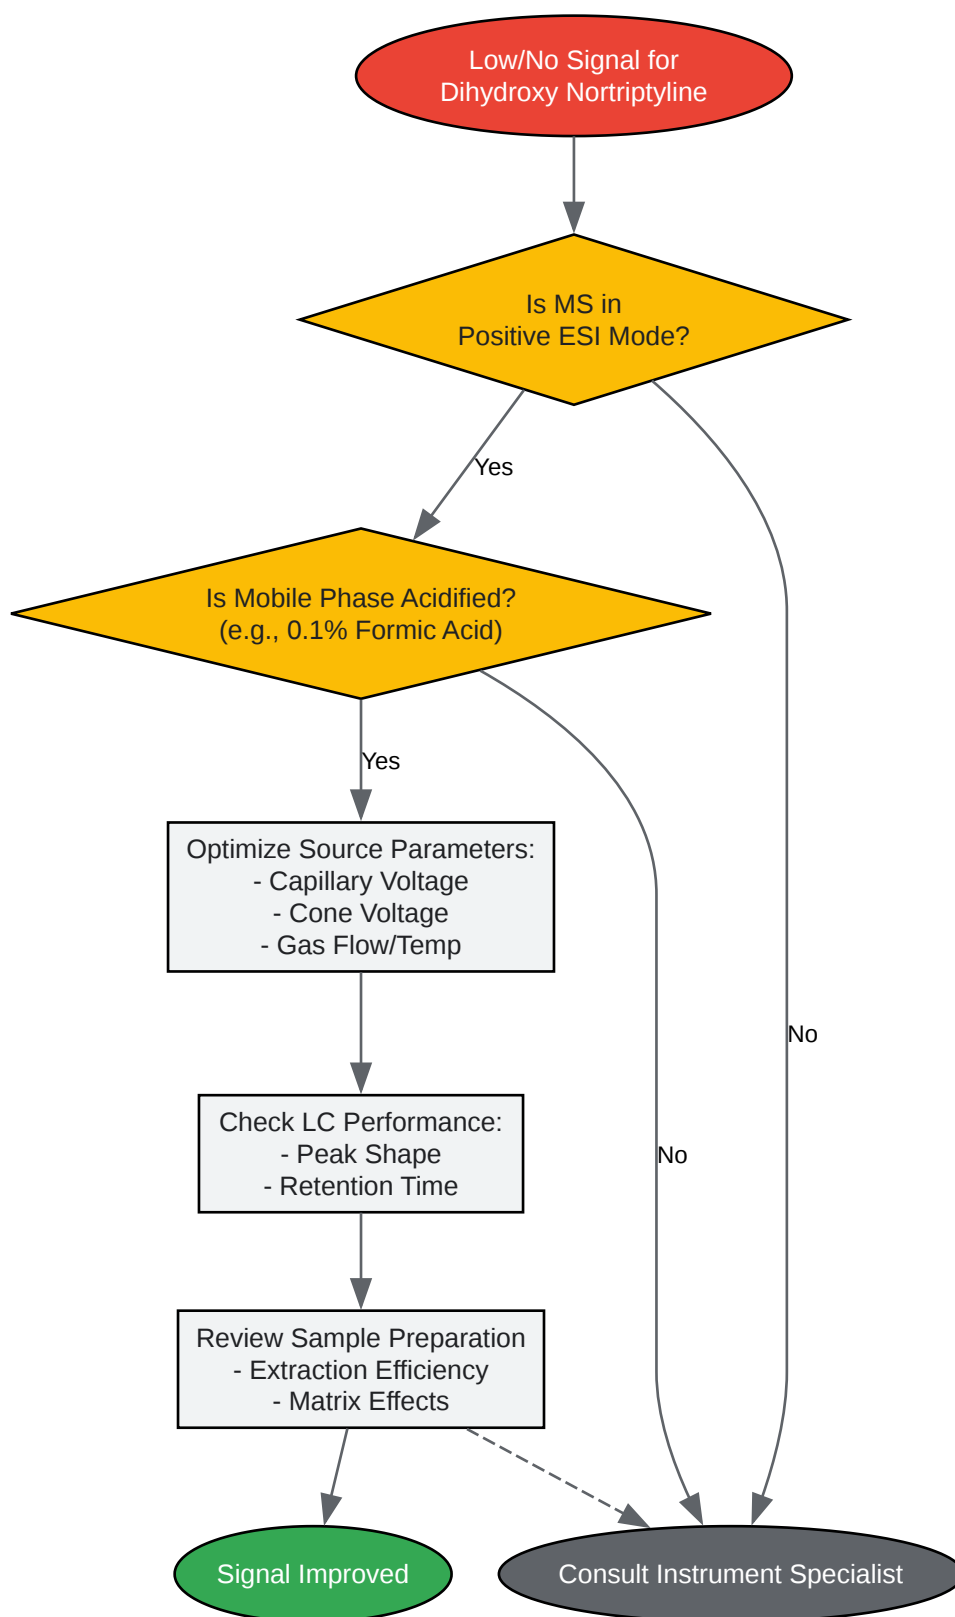 Low/No Signal for
Dihydroxy Nortriptyline
Is MS in
Positive ESI Mode?
Yes
Is Mobile Phase Acidified?
(e.g., 0.1% Formic Acid)
Yes
Optimize Source Parameters:
- Capillary Voltage
- Cone Voltage
- Gas Flow/Temp
No
Check LC Performance:
- Peak Shape
- Retention Time
No
Review Sample Preparation
- Extraction Efficiency
- Matrix Effects
Signal Improved
Consult Instrument Specialist